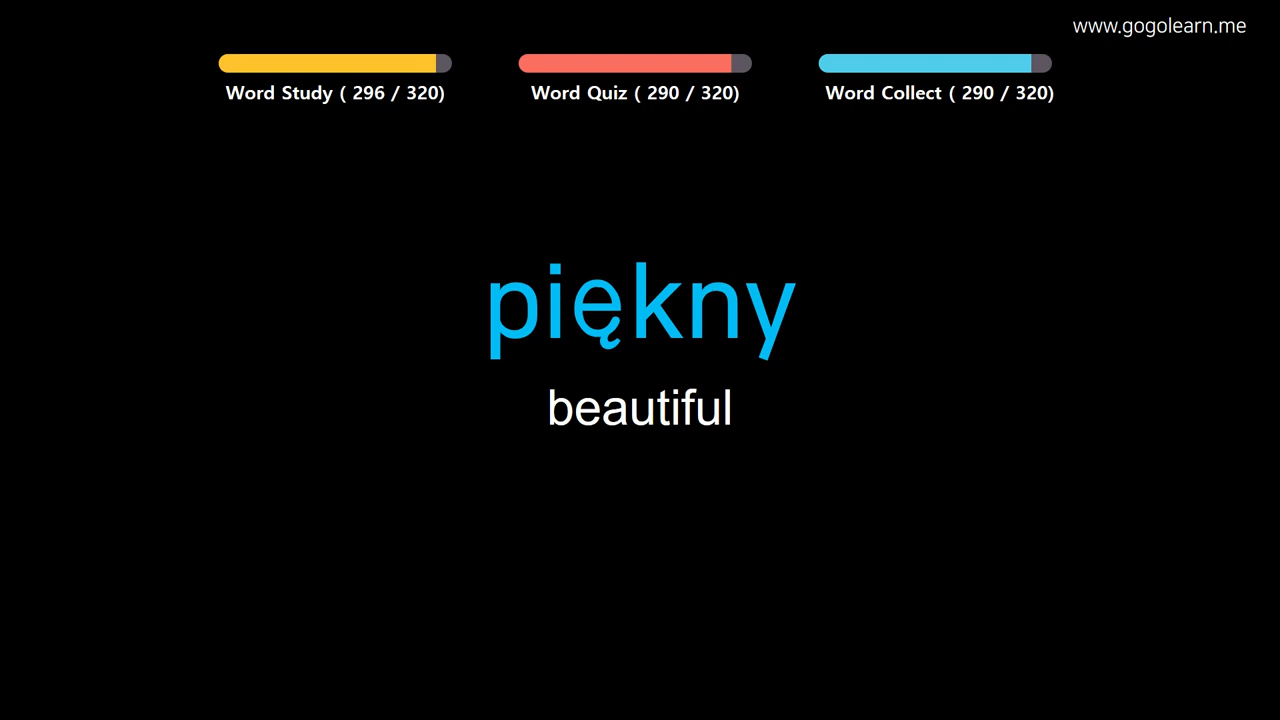 www.gogolearn.me
Word Study ( 296 / 320)
Word Quiz ( 290 / 320)
Word Collect ( 290 / 320)
piękny
beautiful